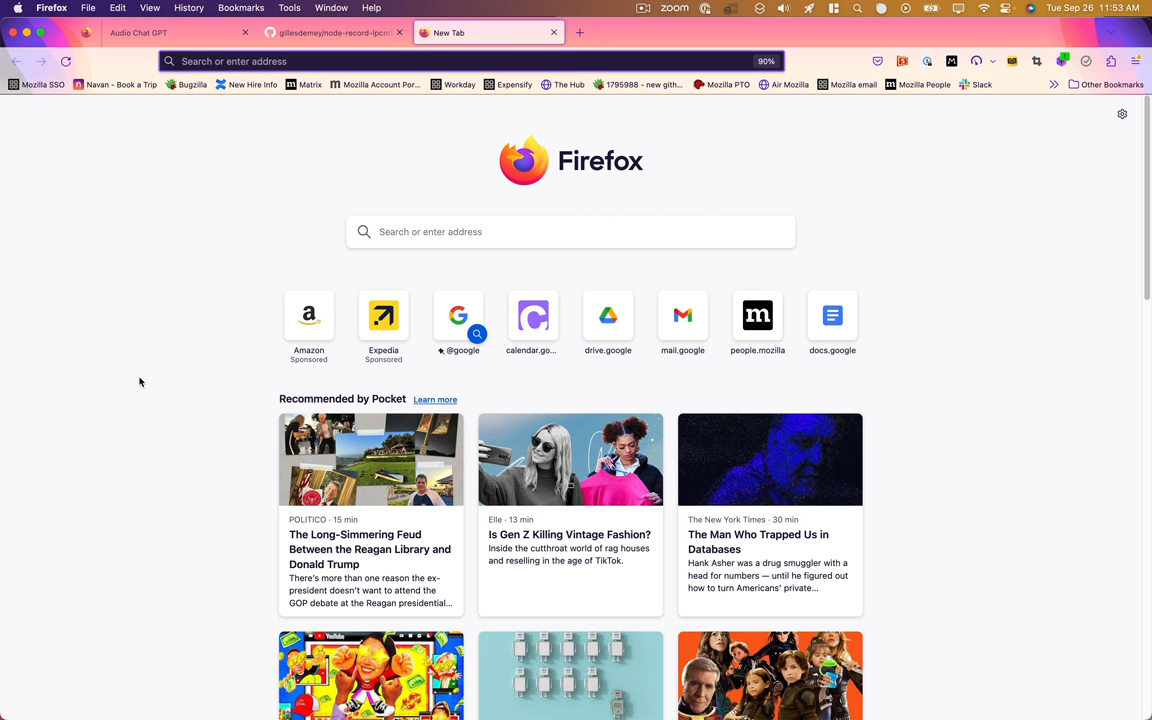 Firefox File Edit View History Bookmarks Tools Window Help zoom Tue Sep 26 11:53 AM
Audio Chat GPT gillesdemey/node-record-lpcm New Tab
Search or enter address 90%
Mozilla SSO Navan - Book a Trip Bugzilla New Hire Info Matrix Mozilla Account Por... Workday Expensify The Hub 1795988 - new gith... Mozilla PTO Air Mozilla Mozilla email Mozilla People Slack Other Bookmarks
Firefox
Search or enter address
Amazon Expedia @google calendar.go... drive.google mail.google people.mozilla docs.google
Sponsored Sponsored
Recommended by Pocket Learn more
POLITICO · 15 min
The Long-Simmering Feud
Between the Reagan Library and
Donald Trump
There's more than one reason the ex-
president doesn't want to attend the
GOP debate at the Reagan presidential...
Elle · 13 min
Is Gen Z Killing Vintage Fashion?
Inside the cutthroat world of rag houses
and reselling in the age of TikTok.
The New York Times · 30 min
The Man Who Trapped Us in
Databases
Hank Asher was a drug smuggler with a
head for numbers — until he figured out
how to turn Americans' private...
YouTube